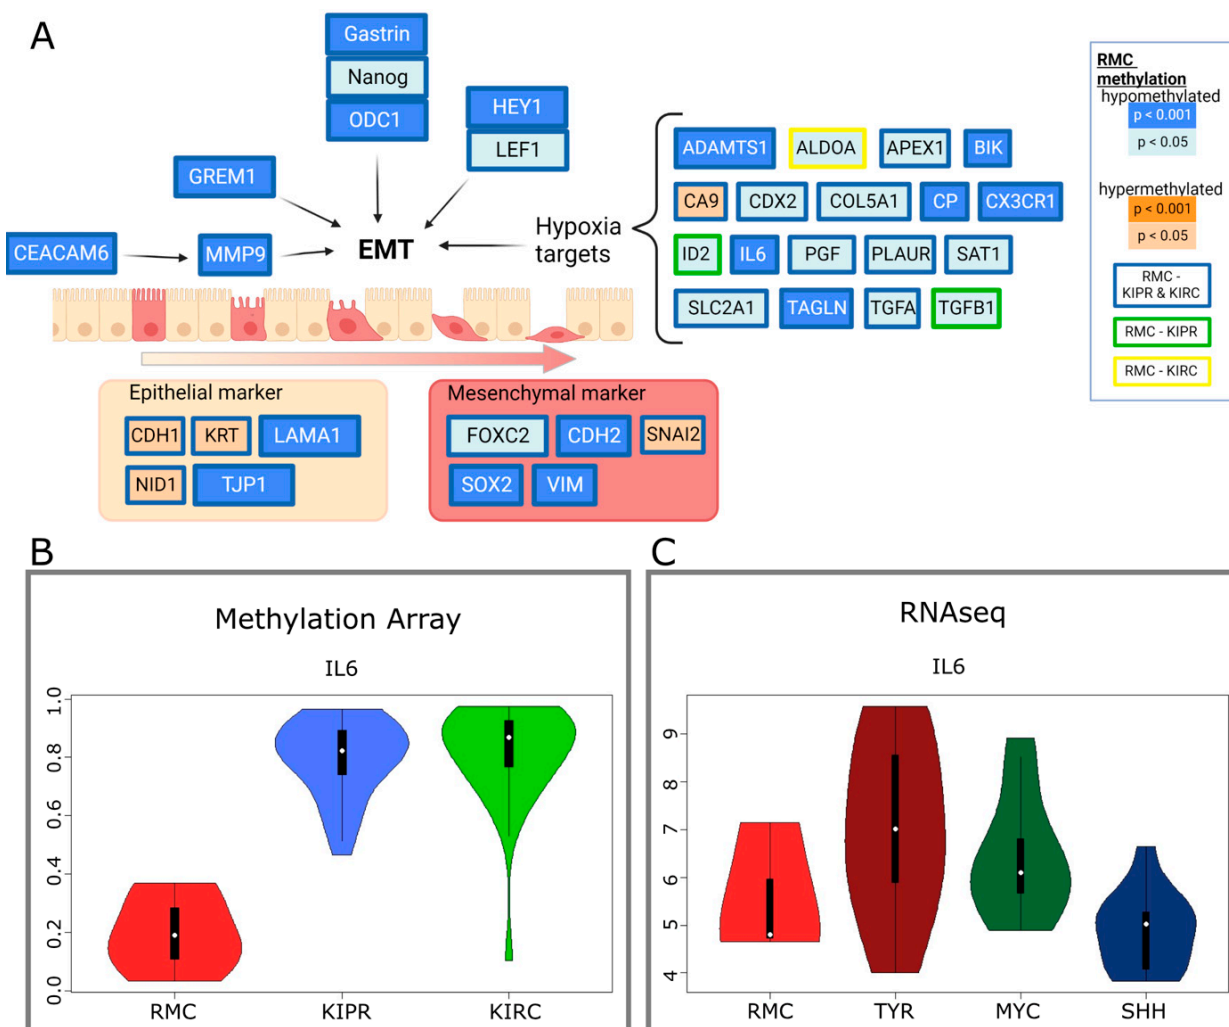 A
Gastrin
Nanog
ODC1
HEY1
LEF1
GREM1
CEACAM6
MMP9
EMT
Hypoxia
targets
ADAMTS1
ALDOA
APEX1
BIK
CA9
CDX2
COL5A1
CP
CX3CR1
ID2
IL6
PGF
PLAUR
SAT1
SLC2A1
TAGLN
TGFA
TGFB1
RMC
methylation
hypomethylated
p < 0.001
p < 0.05
hypermethylated
p < 0.001
p < 0.05
RMC -
KIPR & KIRC
RMC - KIPR
RMC - KIRC
Epithelial marker
CDH1
KRT
LAMA1
NID1
TJP1
Mesenchymal marker
FOXC2
CDH2
SNAI2
SOX2
VIM
B
Methylation Array
IL6
1.0
0.8
0.6
0.4
0.2
0.0
RMC
KIPR
KIRC
C
RNAseq
IL6
9
8
7
6
5
4
RMC
TYR
MYC
SHH